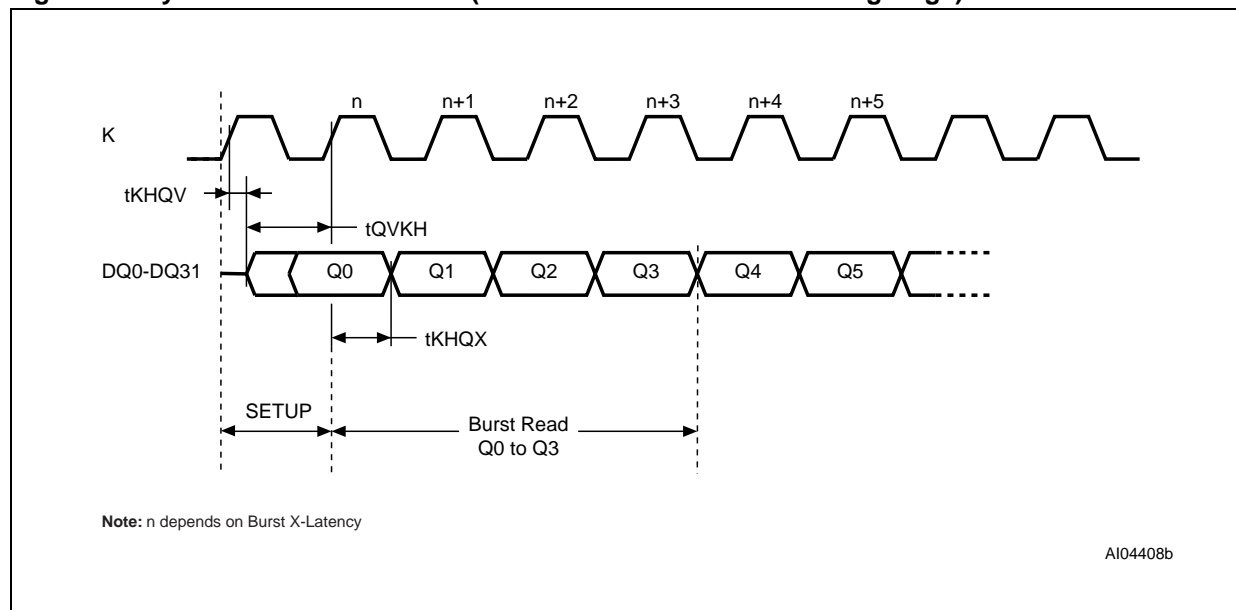 n n+1 n+2 n+3 n+4 n+5
K
tKHQV
tQVKH
DQ0-DQ31 Q0 Q1 Q2 Q3 Q4 Q5
tKHQX
SETUP
Burst Read
Q0 to Q3
Note: n depends on Burst X-Latency
AI04408b